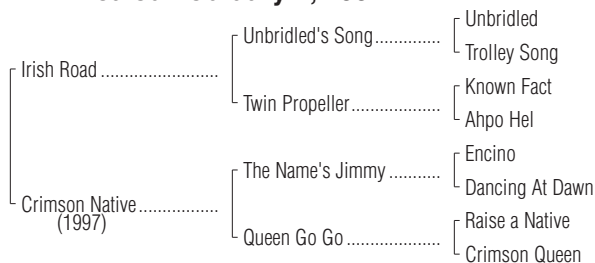 Unbridled
Unbridled's Song..............
Trolley Song
Irish Road .........................
Known Fact
Twin Propeller...................
Ahpo Hel
Encino
The Name's Jimmy ...........
Dancing At Dawn
Crimson Native.................
(1997)
Raise a Native
Queen Go Go ....................
Crimson Queen